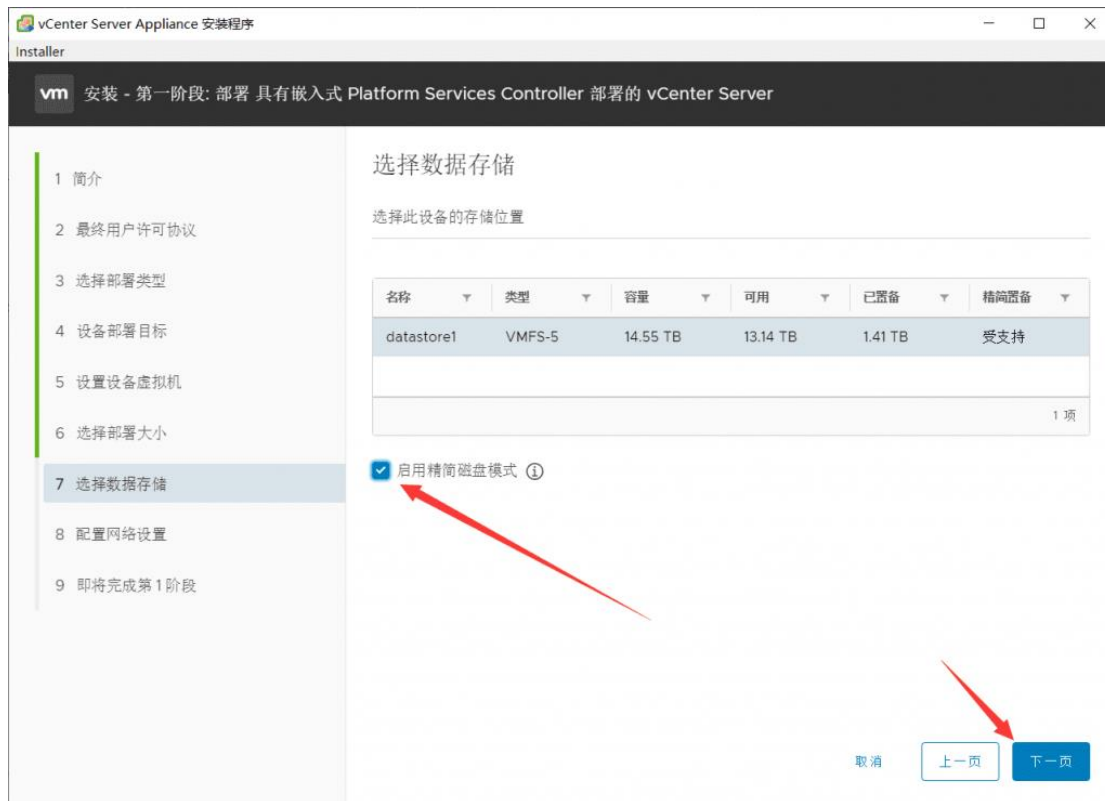 vCenter Server Appliance 安装程序
Installer
vm 安装 - 第一阶段: 部署 具有嵌入式 Platform Services Controller 部署的 vCenter Server
1 简介
2 最终用户许可协议
3 选择部署类型
4 设备部署目标
5 设置设备虚拟机
6 选择部署大小
7 选择数据存储
8 配置网络设置
9 即将完成第 1 阶段
选择数据存储
选择此设备的存储位置
名称 类型 容量 可用 已置备 精简置备
datastore1 VMFS-5 14.55 TB 13.14 TB 1.41 TB 受支持
1 项
启用精简磁盘模式
取消 上一页 下一页